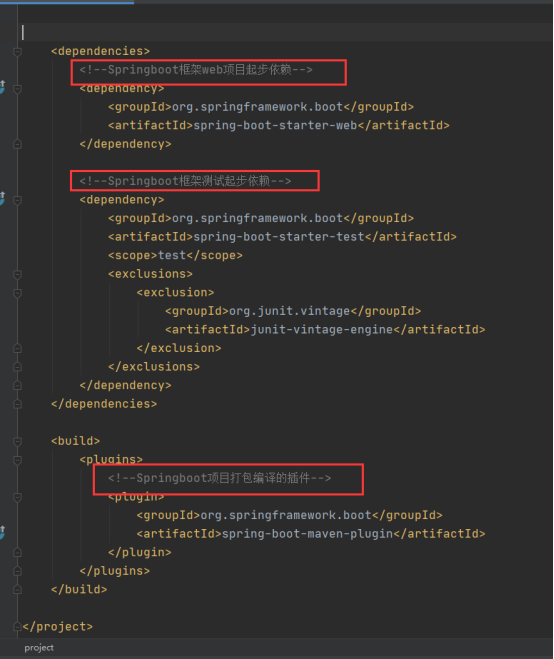 <dependencies>
<!--Springboot框架web项目起步依赖-->
<dependency>
<groupId>org.springframework.boot</groupId>
<artifactId>spring-boot-starter-web</artifactId>
</dependency>
<!--Springboot框架测试起步依赖-->
<dependency>
<groupId>org.springframework.boot</groupId>
<artifactId>spring-boot-starter-test</artifactId>
<scope>test</scope>
<exclusions>
<exclusion>
<groupId>org.junit.vintage</groupId>
<artifactId>junit-vintage-engine</artifactId>
</exclusion>
</exclusions>
</dependency>
</dependencies>
<build>
<plugins>
<!--Springboot项目打包编译的插件-->
<plugin>
<groupId>org.springframework.boot</groupId>
<artifactId>spring-boot-maven-plugin</artifactId>
</plugin>
</plugins>
</build>
</project>
project